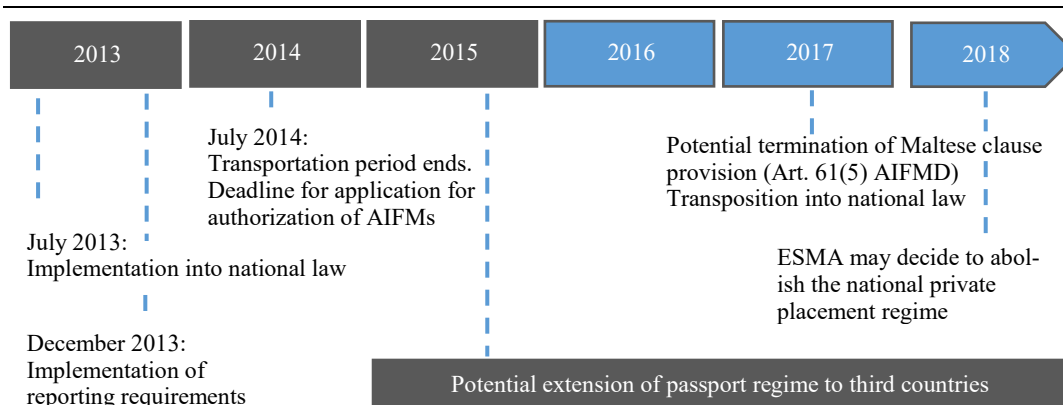 2013
2014
2015
2016
2017
2018
July 2014:
Transportation period ends.
Deadline for application for
authorization of AIFMs
Potential termination of Maltese clause
provision (Art. 61(5) AIFMD)
Transposition into national law
July 2013:
Implementation into national law
ESMA may decide to abol-
ish the national private
placement regime
December 2013:
Implementation of
reporting requirements
Potential extension of passport regime to third countries